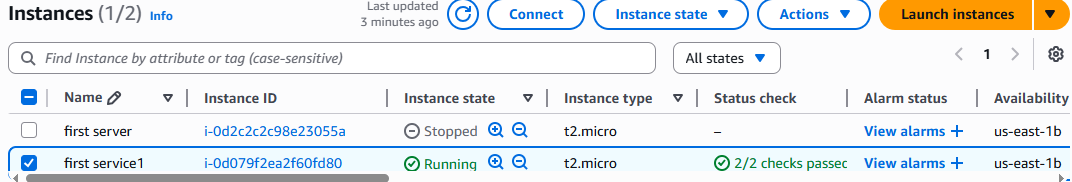 Instances (1/2) Info
Last updated
3 minutes ago
Connect
Instance state
Actions
Launch instances
Find Instance by attribute or tag (case-sensitive)
All states
1
Name Instance ID Instance state Instance type Status check Alarm status Availability
first server i-0d2c2c2c98e23055a Stopped t2.micro – View alarms + us-east-1b
first service1 i-0d079f2ea2f60fd80 Running t2.micro 2/2 checks passec View alarms + us-east-1b